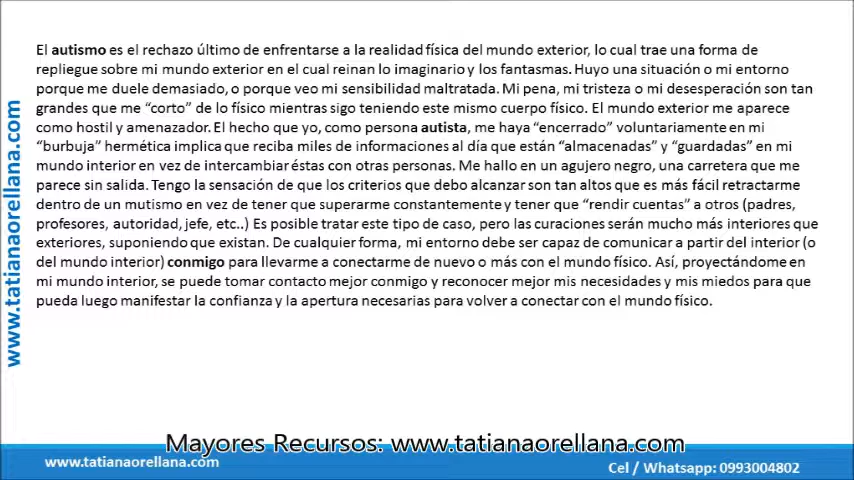 El autismo es el rechazo último de enfrentarse a la realidad física del mundo exterior, lo cual trae una forma de
repliegue sobre mi mundo exterior en el cual reinan lo imaginario y los fantasmas. Huyo una situación o mi entorno
porque me duele demasiado, o porque veo mi sensibilidad maltratada. Mi pena, mi tristeza o mi desesperación son tan
grandes que me “corto” de lo físico mientras sigo teniendo este mismo cuerpo físico. El mundo exterior me aparece
como hostil y amenazador. El hecho que yo, como persona autista, me haya “encerrado” voluntariamente en mi
“burbuja” hermética implica que reciba miles de informaciones al día que están “almacenadas” y “guardadas” en mi
mundo interior en vez de intercambiar éstas con otras personas. Me hallo en un agujero negro, una carretera que me
parece sin salida. Tengo la sensación de que los criterios que debo alcanzar son tan altos que es más fácil retractarme
dentro de un mutismo en vez de tener que superarme constantemente y tener que “rendir cuentas” a otros (padres,
profesores, autoridad, jefe, etc..) Es posible tratar este tipo de caso, pero las curaciones serán mucho más interiores que
exteriores, suponiendo que existan. De cualquier forma, mi entorno debe ser capaz de comunicar a partir del interior (o
del mundo interior) conmigo para llevarme a conectarme de nuevo o más con el mundo físico. Así, proyectándome en
mi mundo interior, se puede tomar contacto mejor conmigo y reconocer mejor mis necesidades y mis miedos para que
pueda luego manifestar la confianza y la apertura necesarias para volver a conectar con el mundo físico.
www.tatianaorellana.com
Mayores Recursos: www.tatianaorellana.com
www.tatianaorellana.com
Cel / Whatsapp: 0993004802